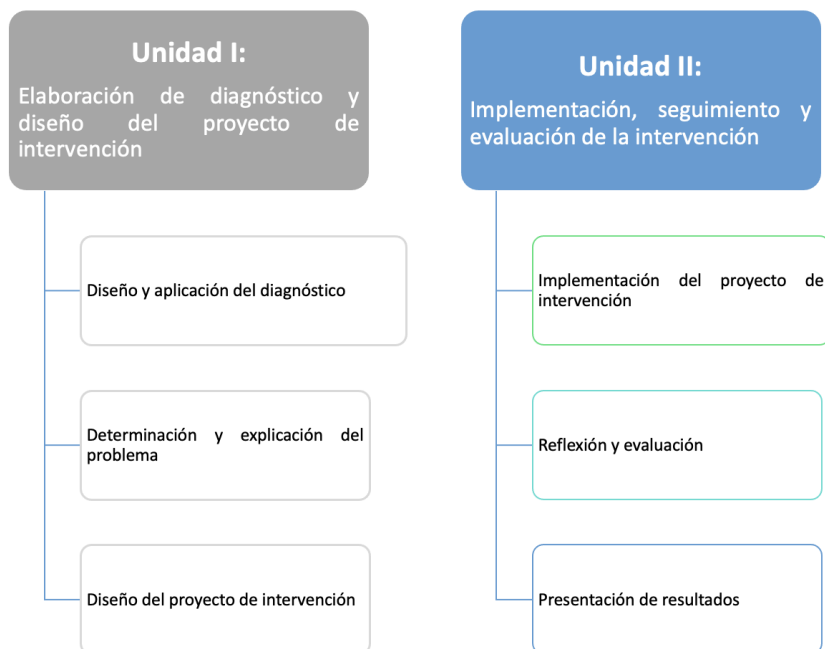 Unidad I:
Elaboración de diagnóstico y
diseño del proyecto de
intervención
Diseño y aplicación del diagnóstico
Determinación y explicación del
problema
Diseño del proyecto de intervención
Unidad II:
Implementación, seguimiento y
evaluación de la intervención
Implementación del proyecto de
intervención
Reflexión y evaluación
Presentación de resultados